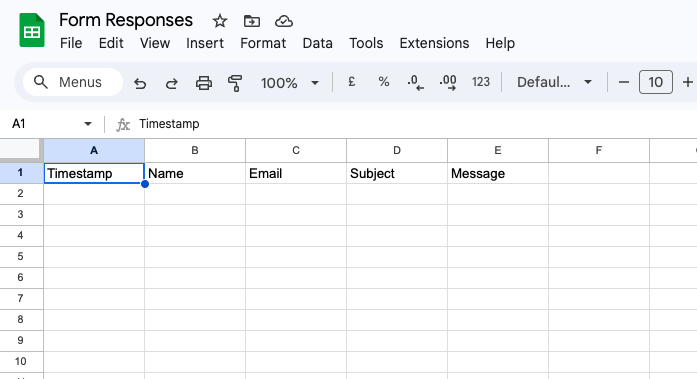 Form Responses
File Edit View Insert Format Data Tools Extensions Help
Menus 100% £ % .0 .00 123 Defaul... 10
A1 fx Timestamp
A B C D E F
1 Timestamp Name Email Subject Message
2
3
4
5
6
7
8
9
10